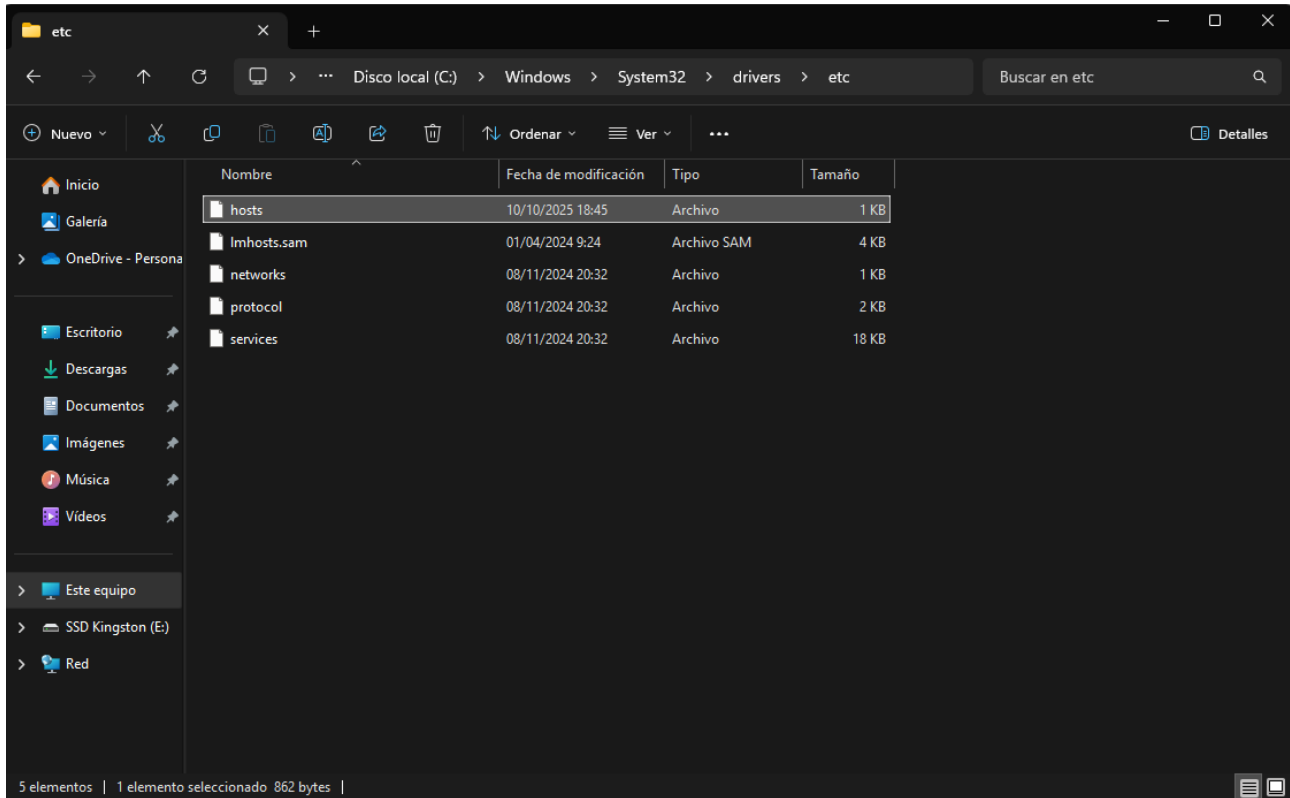 etc
Disco local (C:) > Windows > System32 > drivers > etc
Buscar en etc
Nuevo
Ordenar
Ver
Detalles
Nombre Fecha de modificación Tipo Tamaño
hosts 10/10/2025 18:45 Archivo 1 KB
lmhosts.sam 01/04/2024 9:24 Archivo SAM 4 KB
networks 08/11/2024 20:32 Archivo 1 KB
protocol 08/11/2024 20:32 Archivo 2 KB
services 08/11/2024 20:32 Archivo 18 KB
Inicio
Galería
OneDrive - Persona
Escritorio
Descargas
Documentos
Imágenes
Música
Vídeos
Este equipo
SSD Kingston (E:)
Red
5 elementos | 1 elemento seleccionado 862 bytes |